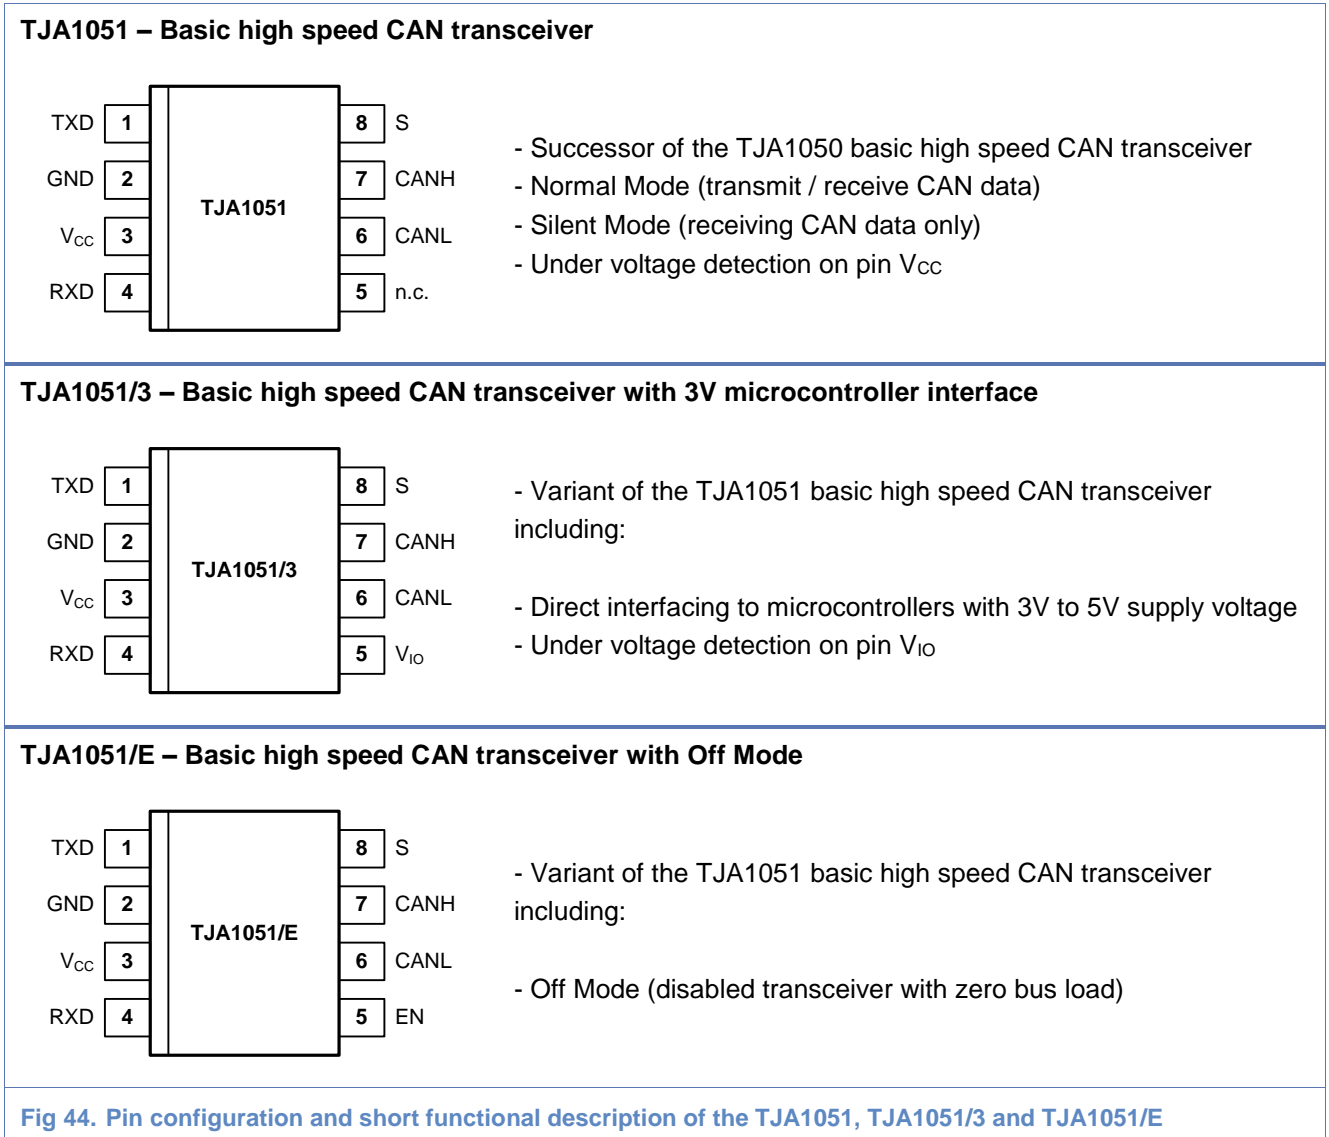 TJA1051 – Basic high speed CAN transceiver
TXD 1
GND 2
VCC 3
RXD 4
TJA1051
8 S
7 CANH
6 CANL
5 n.c.
- Successor of the TJA1050 basic high speed CAN transceiver
- Normal Mode (transmit / receive CAN data)
- Silent Mode (receiving CAN data only)
- Under voltage detection on pin VCC
TJA1051/3 – Basic high speed CAN transceiver with 3V microcontroller interface
TXD 1
GND 2
VCC 3
RXD 4
TJA1051/3
8 S
7 CANH
6 CANL
5 VIO
- Variant of the TJA1051 basic high speed CAN transceiver
including:
- Direct interfacing to microcontrollers with 3V to 5V supply voltage
- Under voltage detection on pin VIO
TJA1051/E – Basic high speed CAN transceiver with Off Mode
TXD 1
GND 2
VCC 3
RXD 4
TJA1051/E
8 S
7 CANH
6 CANL
5 EN
- Variant of the TJA1051 basic high speed CAN transceiver
including:
- Off Mode (disabled transceiver with zero bus load)
Fig 44. Pin configuration and short functional description of the TJA1051, TJA1051/3 and TJA1051/E